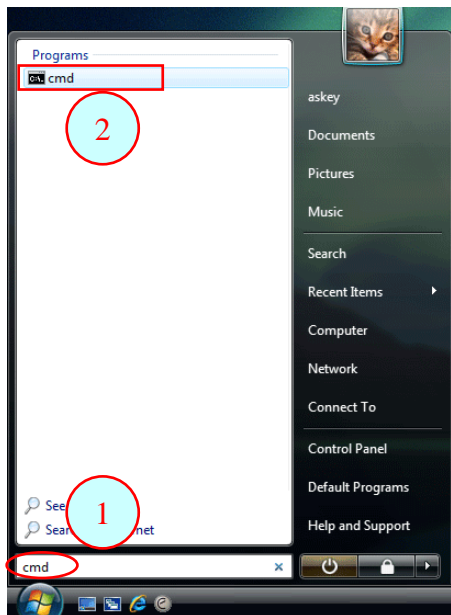 Programs
cmd
2
askey
Documents
Pictures
Music
Search
Recent Items
Computer
Network
Connect To
Control Panel
Default Programs
Help and Support
1
cmd